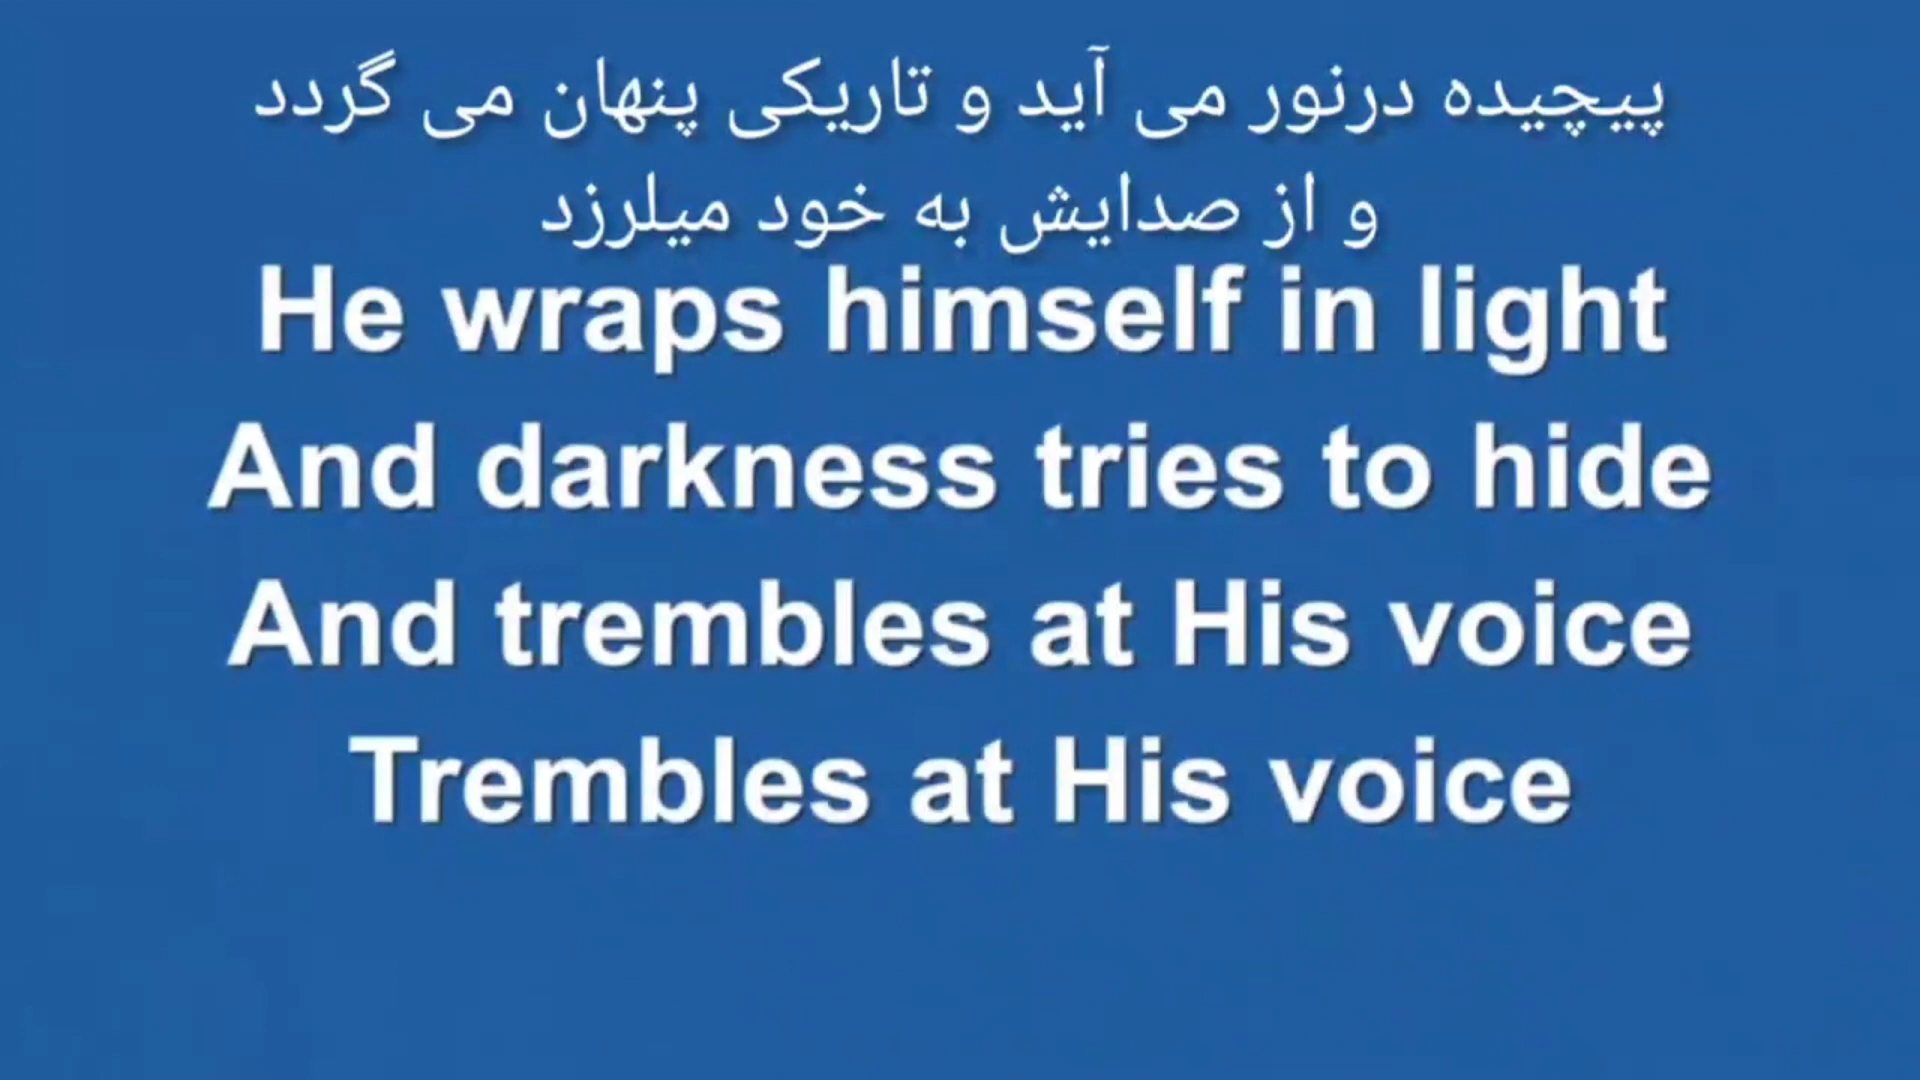 پیچیده درنور می آید و تاریکی پنهان می گردد
و از صدایش به خود میلرزد
He wraps himself in light
And darkness tries to hide
And trembles at His voice
Trembles at His voice